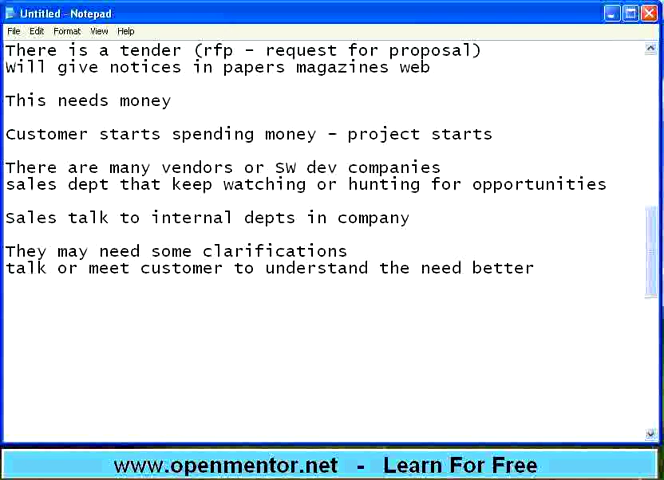 Untitled - Notepad
File Edit Format View Help
There is a tender (rfp - request for proposal)
Will give notices in papers magazines web
This needs money
Customer starts spending money - project starts
There are many vendors or SW dev companies
sales dept that keep watching or hunting for opportunities
Sales talk to internal depts in company
They may need some clarifications
talk or meet customer to understand the need better
www.openmentor.net - Learn For Free